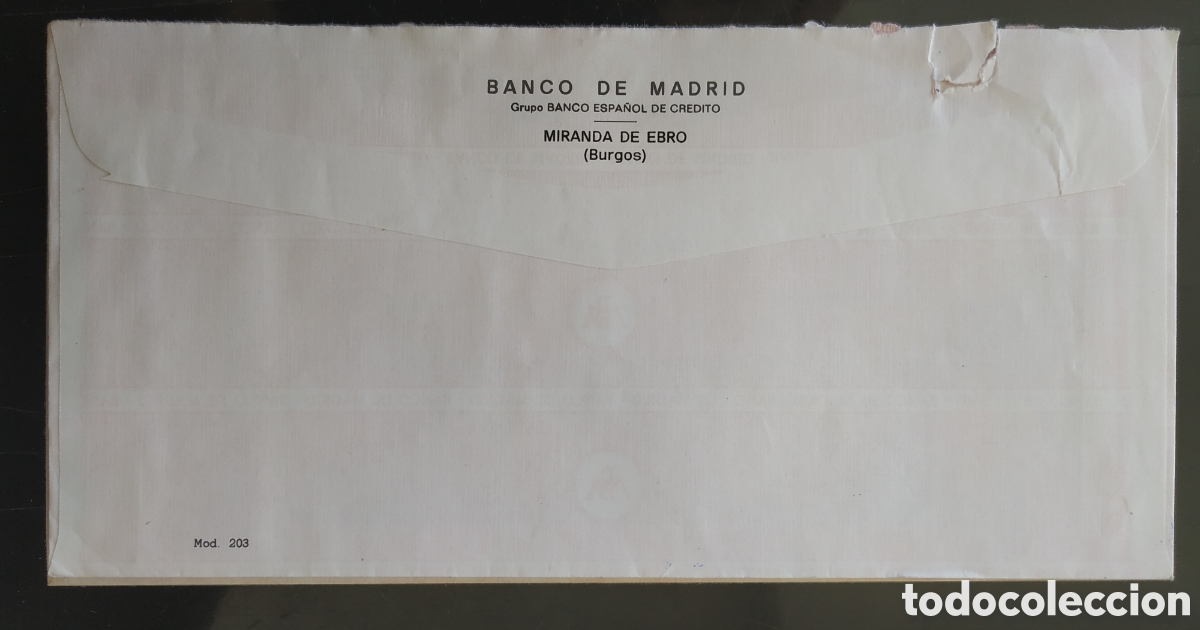 BANCO DE MADRID
Grupo BANCO ESPAÑOL DE CREDITO
MIRANDA DE EBRO
(Burgos)
Mod. 203
todocoleccion